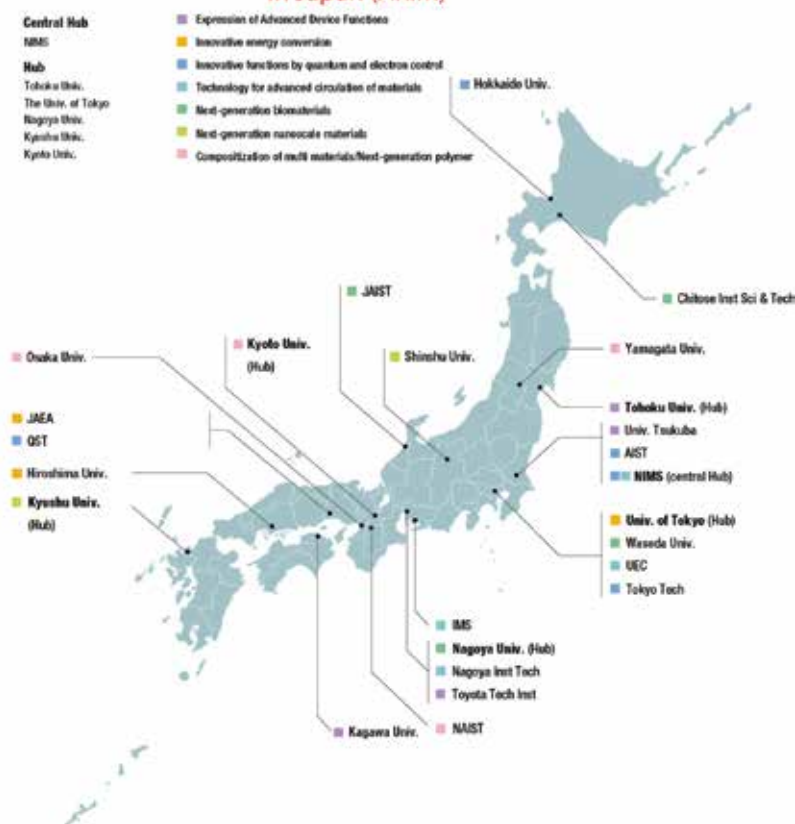 Central Hub
NIMS
Hub
Tohoku Univ.
The Univ. of Tokyo
Nagoya Univ.
Kyushu Univ.
Kyoto Univ.
Expression of Advanced Device Functions
Innovative energy conversion
Innovative functions by quantum and electron control
Technology for advanced circulation of materials
Next-generation biomaterials
Next-generation nanoscale materials
Compositization of multi materials/Next-generation polymer
Hokkaido Univ.
Chitose Inst Sci & Tech
JAIST
Kyoto Univ.
(Hub)
Shinshu Univ.
Yamagata Univ.
Osaka Univ.
Tohoku Univ. (Hub)
Univ. Tsukuba
AIST
NIMS (central Hub)
JAEA
QST
Hiroshima Univ.
Kyushu Univ.
(Hub)
Univ. of Tokyo (Hub)
Waseda Univ.
UEC
Tokyo Tech
IMS
Nagoya Univ. (Hub)
Nagoya Inst Tech
Toyota Tech Inst
Kagawa Univ.
NAIST